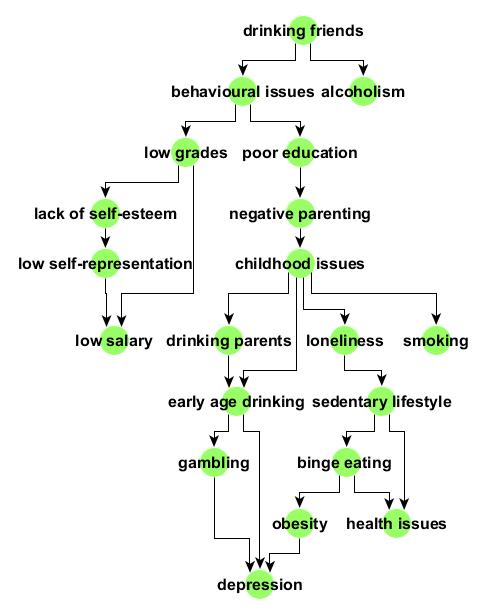 drinking friends
behavioural issues
alcoholism
low grades
poor education
lack of self-esteem
negative parenting
low self-representation
childhood issues
low salary
drinking parents
loneliness
smoking
early age drinking
sedentary lifestyle
gambling
binge eating
obesity
health issues
depression